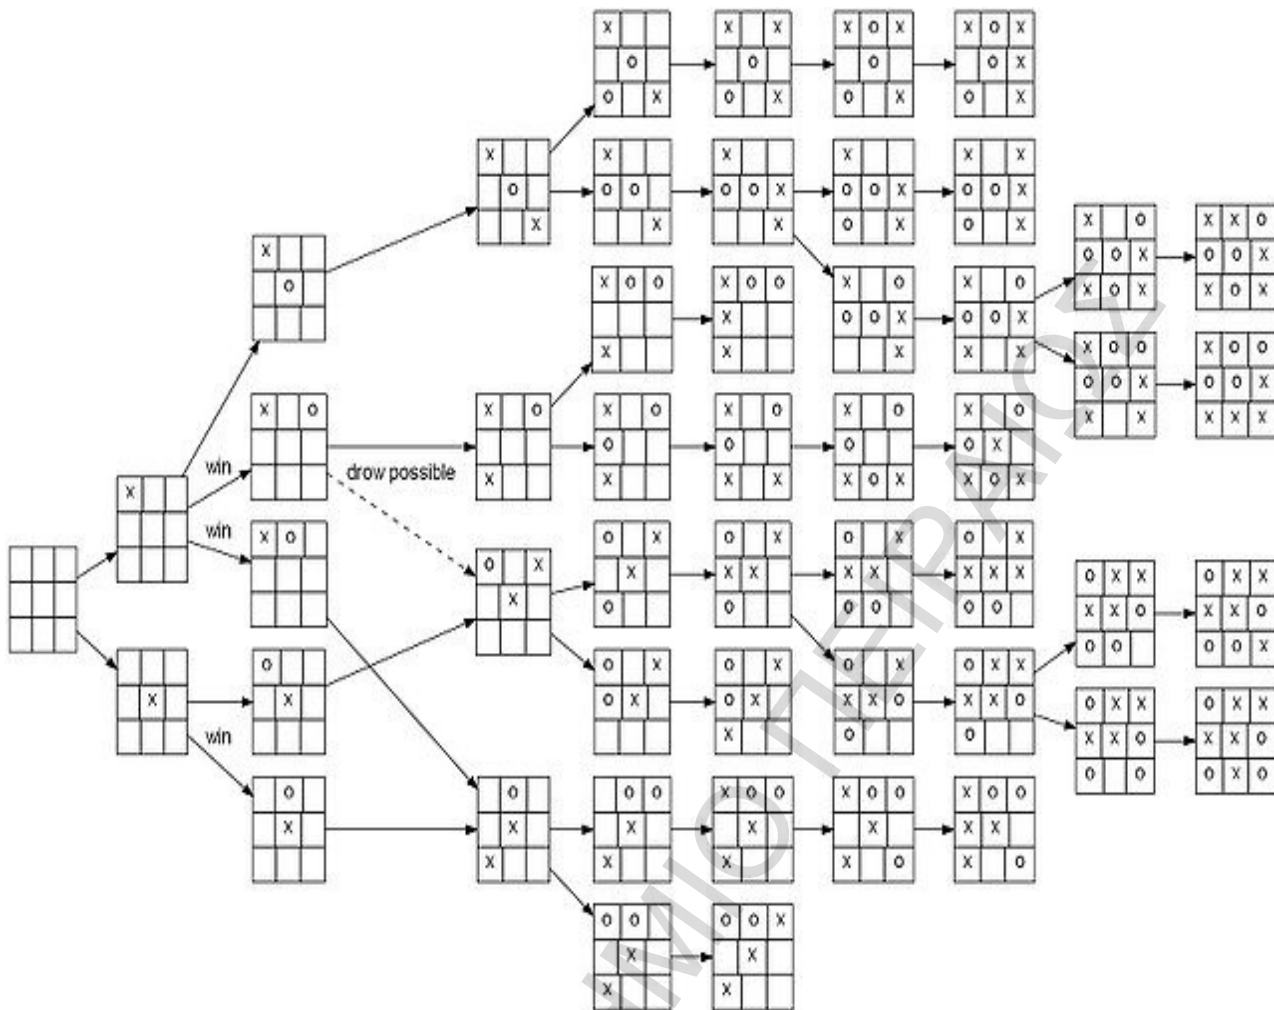 X X X X O X X O X
O O O O X
O X O X O X O X
X X X X X X
O O O O O X O O X O O X
X X X O X O X X O X X O
X O O X O O X
O X O O X O O X O X O X O X X O X
X O O X O O X
X X X X X X O O X O O
O O X O O X
X O X O X O X O X O X X X X X
O O O O X
win drow possible
X X X X O X X O X
X
win X O O X O X O X O X
O X X X X X X X X X O X X O X X
X O O O O O O X X O X X O
O O O X
O X O X O X O X X O O O O X
X X O X O X X X O X X O O X X O X X
win X O O X X O X X O
O O O O X O O X O O X O O O O O X O
X X X X X X X
X X X X O X O
O O O O X
X X
X X